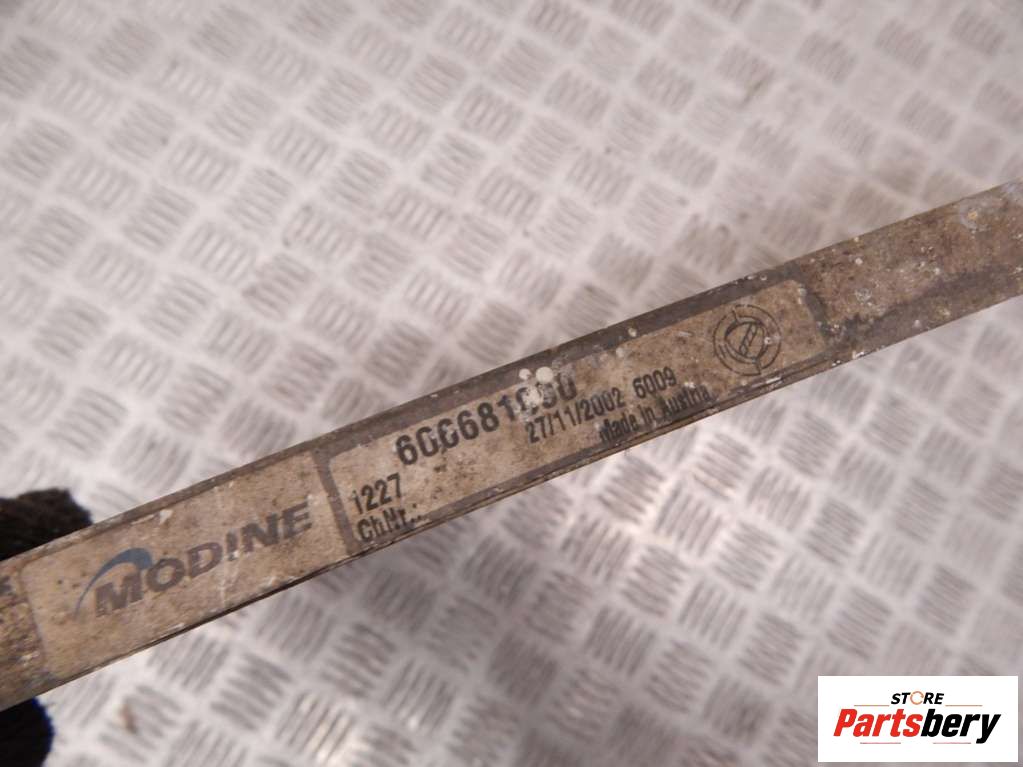 MODINE
1227
Ch.Nr.:
27/11/2002 6009
Made in Austria
STORE
Partsbery